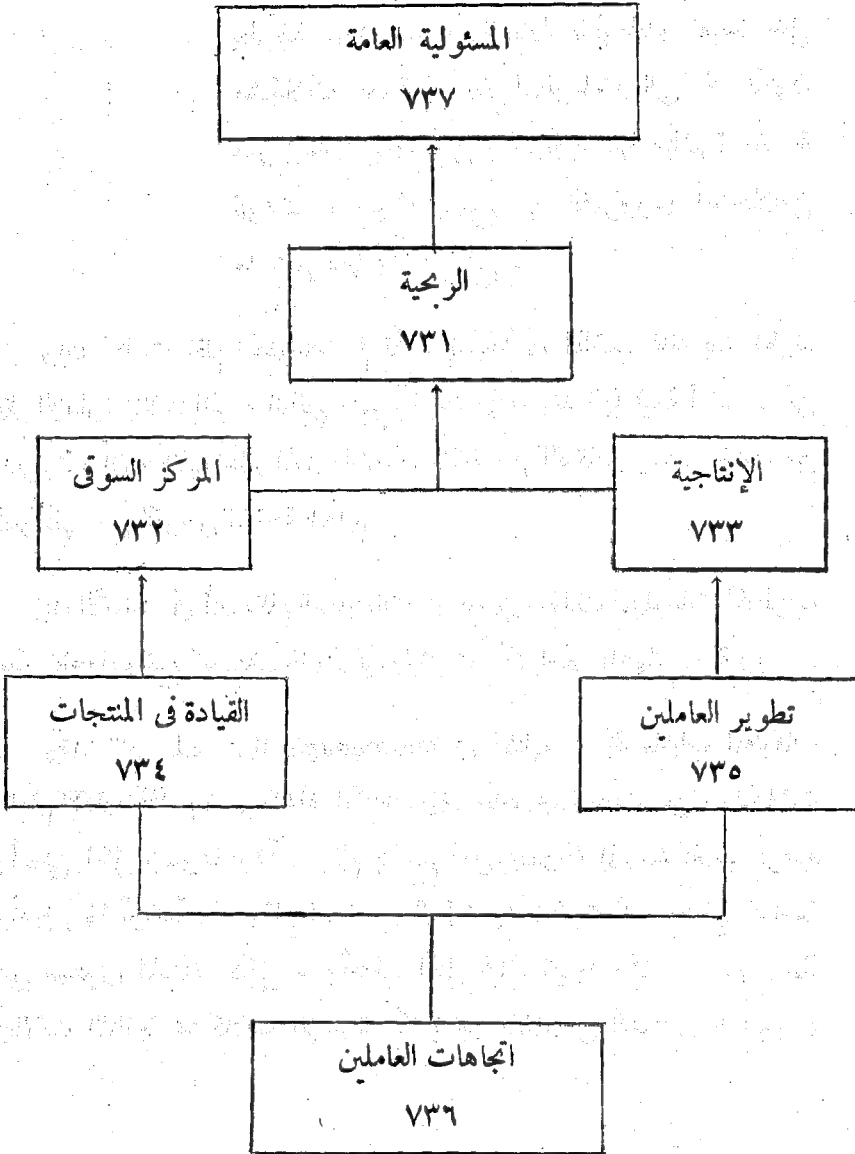 المسئولية العامة
٧٣٧
الربحية
٧٣١
الإنتاجية
٧٣٣
المركز السوقى
٧٣٢
تطوير العاملين
٧٣٥
القيادة فى المنتجات
٧٣٤
اتجاهات العاملين
٧٣٦